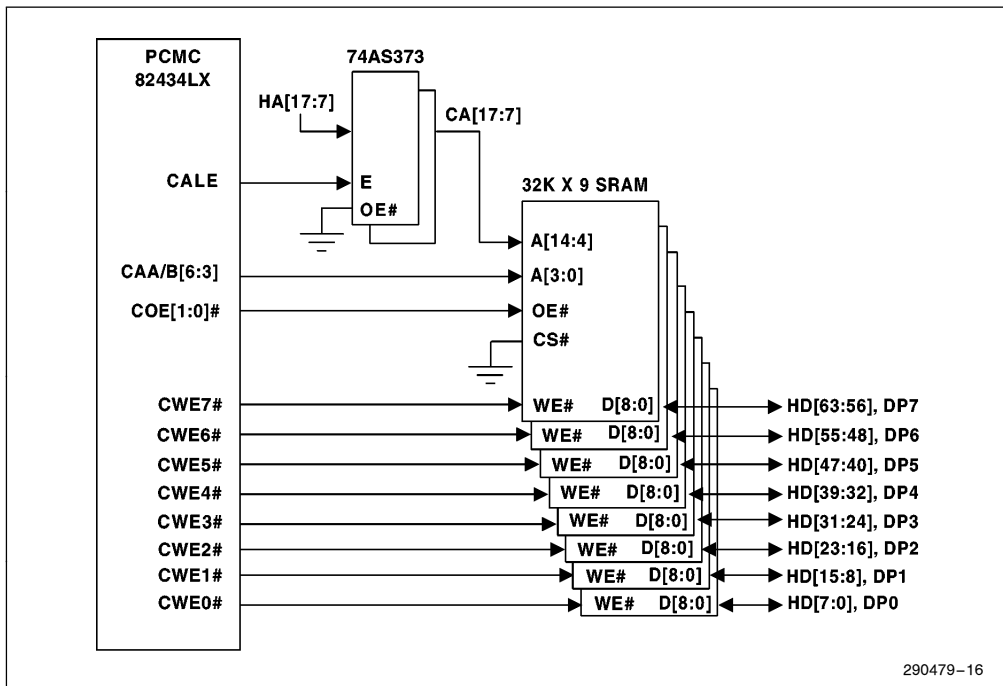 PCMC
82434LX
74AS373
HA[17:7]
CA[17:7]
CALE
E
OE#
32K X 9 SRAM
A[14:4]
CAA/B[6:3]
A[3:0]
COE[1:0]#
OE#
CS#
CWE7#
WE# D[8:0]
HD[63:56], DP7
CWE6#
WE# D[8:0]
HD[55:48], DP6
CWE5#
WE# D[8:0]
HD[47:40], DP5
CWE4#
WE# D[8:0]
HD[39:32], DP4
CWE3#
WE# D[8:0]
HD[31:24], DP3
CWE2#
WE# D[8:0]
HD[23:16], DP2
CWE1#
WE# D[8:0]
HD[15:8], DP1
CWE0#
WE# D[8:0]
HD[7:0], DP0
290479–16